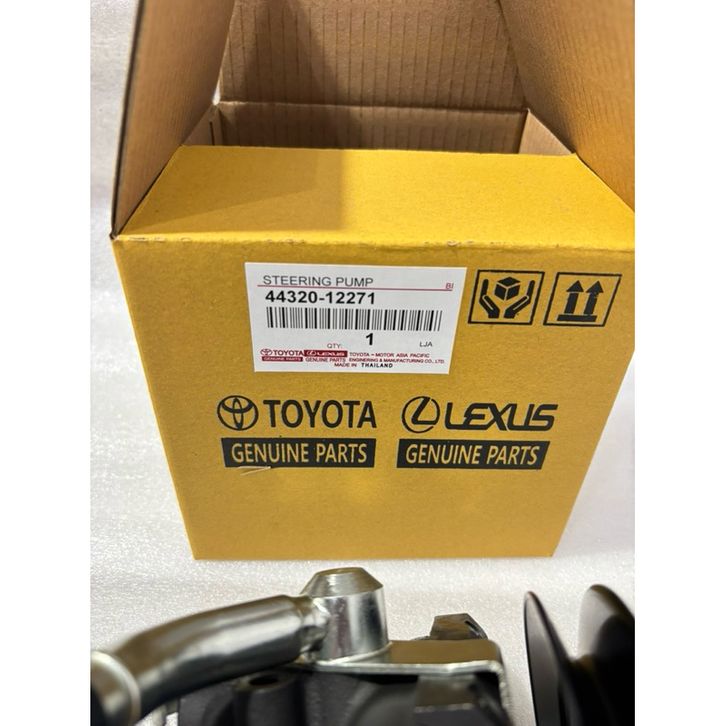 STEERING PUMP
BI
44320-12271
QTY: 1 LJA
TOYOTA LEXUS TOYOTA-MOTOR ASIA PACIFIC
GENUINE PARTS GENUINE PARTS ENGINEERING & MANUFACTURING CO., LTD.
MADE IN THAILAND
TOYOTA LEXUS
GENUINE PARTS GENUINE PARTS